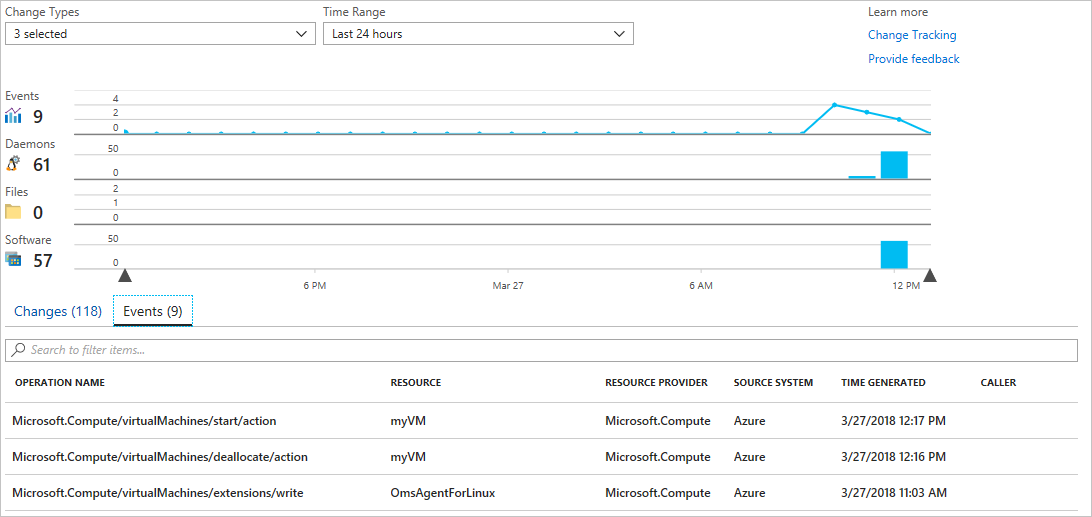 Change Types
Time Range
Learn more
3 selected
Last 24 hours
Change Tracking
Provide feedback
Events
9
4
2
0
Daemons
61
50
0
Files
0
2
1
0
Software
57
50
0
6 PM
Mar 27
6 AM
12 PM
Changes (118)
Events (9)
Search to filter items...
OPERATION NAME RESOURCE RESOURCE PROVIDER SOURCE SYSTEM TIME GENERATED CALLER
Microsoft.Compute/virtualMachines/start/action myVM Microsoft.Compute Azure 3/27/2018 12:17 PM
Microsoft.Compute/virtualMachines/deallocate/action myVM Microsoft.Compute Azure 3/27/2018 12:16 PM
Microsoft.Compute/virtualMachines/extensions/write OmsAgentForLinux Microsoft.Compute Azure 3/27/2018 11:03 AM